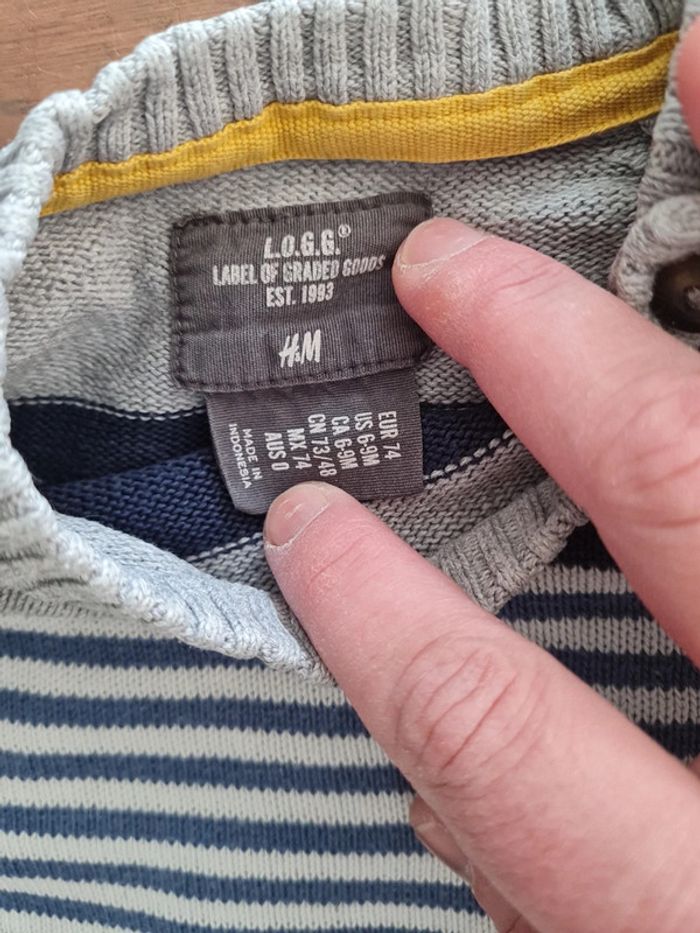 L.O.G.G.®
LABEL OF GRADED GOODS
EST. 1993
H&M
EUR 74
US 6-9M
CA 6-9M
CN 73/48
MX 74
AUS 0
MADE IN
INDONESIA